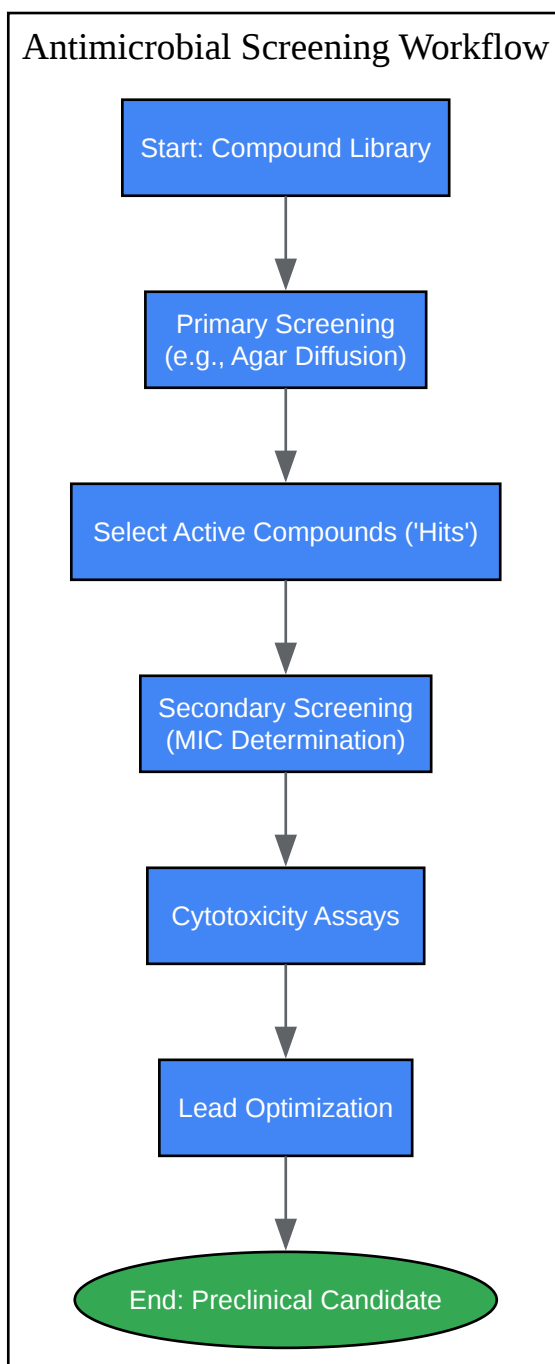 Antimicrobial Screening Workflow
Start: Compound Library
Primary Screening
(e.g., Agar Diffusion)
Select Active Compounds ('Hits')
Secondary Screening
(MIC Determination)
Cytotoxicity Assays
Lead Optimization
End: Preclinical Candidate